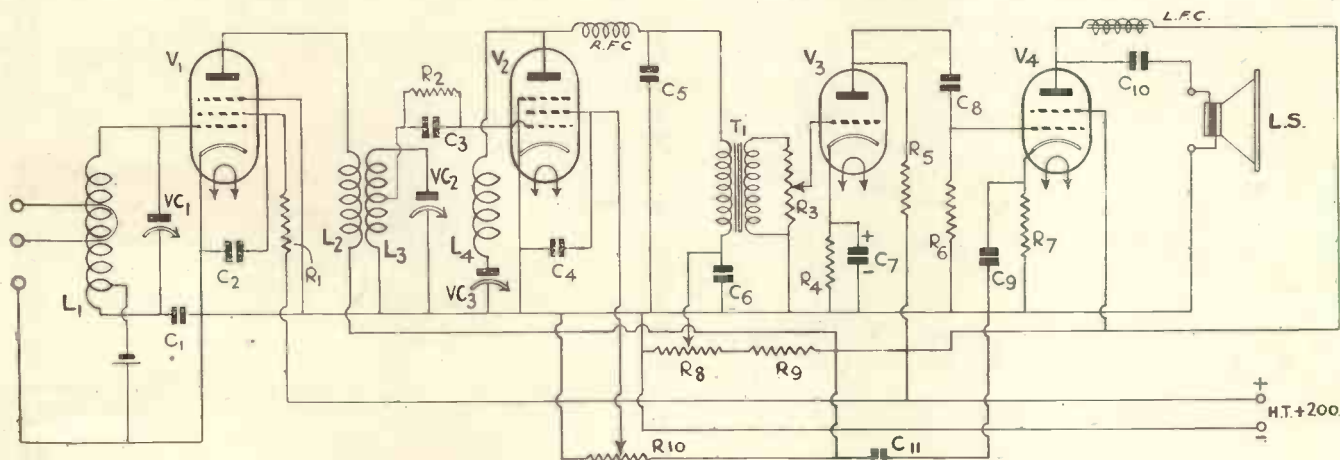 L.F.C.
V1
R.F.C
V2
V3
V4
C10
R2
C5
C8
L.S.
C3
T1
VC1
VC2
R5
R3
L2
L3
L4
C2
R1
C4
R6
C9
R7
C7
+
-
R4
L1
VC3
C6
C1
R8
R9
+
H.T.+200.
-
R10
C11